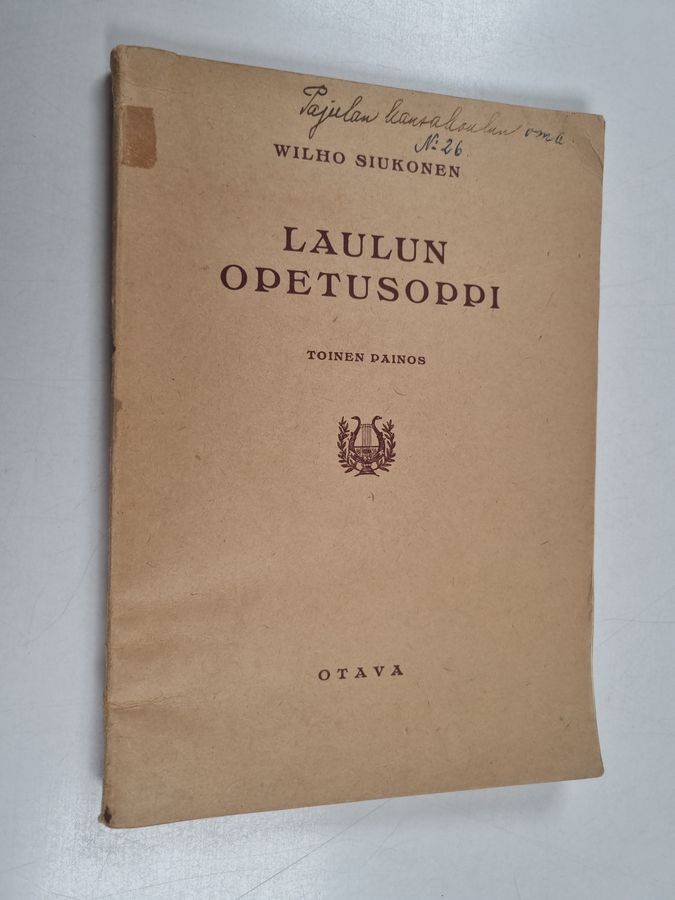 Pajulan kansakoulun oma.
№ 26.
WILHO SIUKONEN
LAULUN
OPETUSOPPI
TOINEN PAINOS
OTAVA